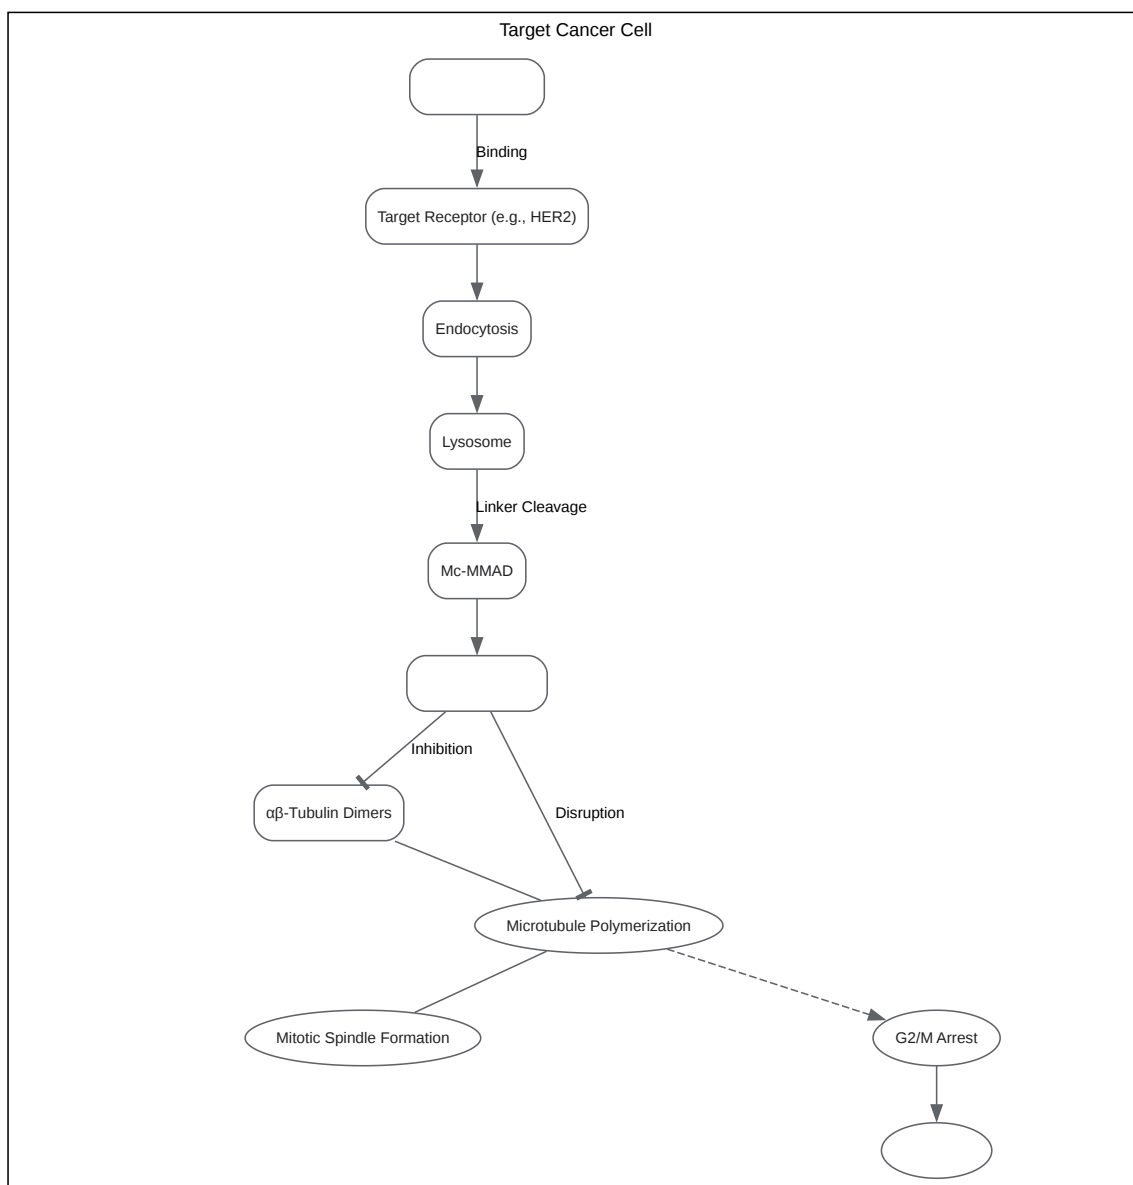 Target Cancer Cell
Binding
Target Receptor (e.g., HER2)
Endocytosis
Lysosome
Linker Cleavage
Mc-MMAD
Inhibition
αβ-Tubulin Dimers
Disruption
Microtubule Polymerization
Mitotic Spindle Formation
G2/M Arrest